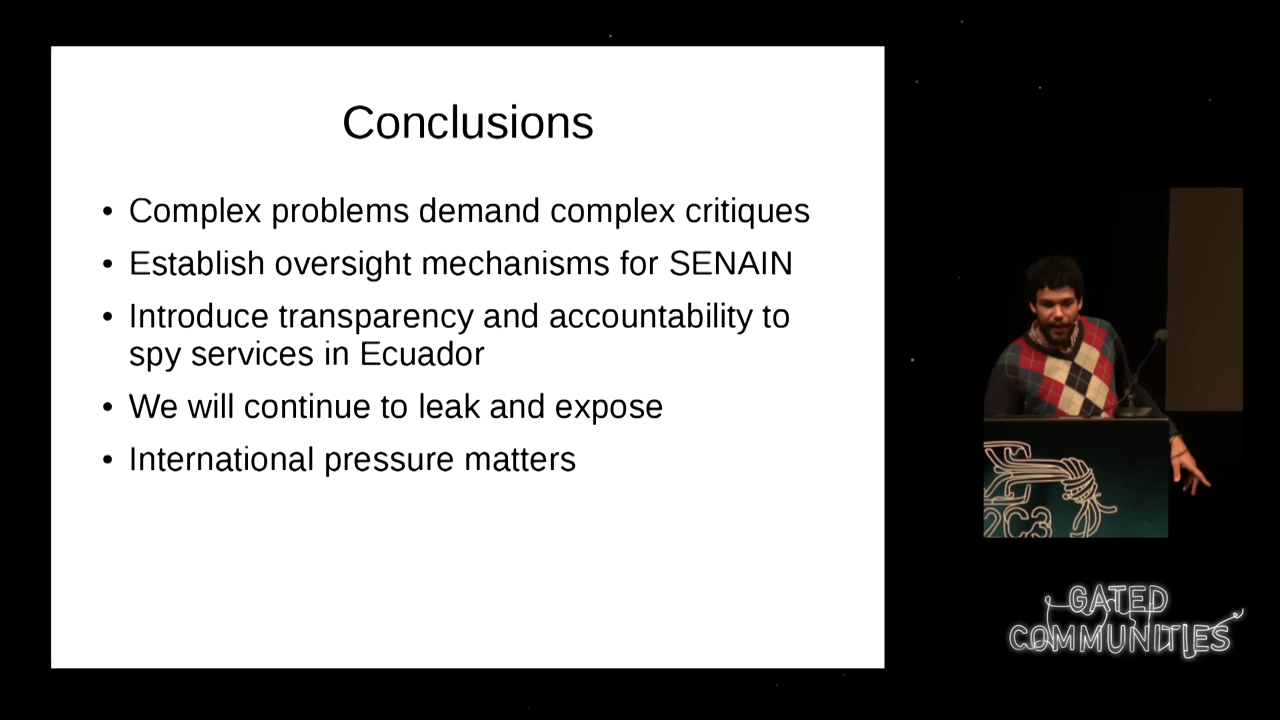 Conclusions
• Complex problems demand complex critiques
• Establish oversight mechanisms for SENAIN
• Introduce transparency and accountability to
spy services in Ecuador
• We will continue to leak and expose
• International pressure matters
2C3
GATED
COMMUNITIES